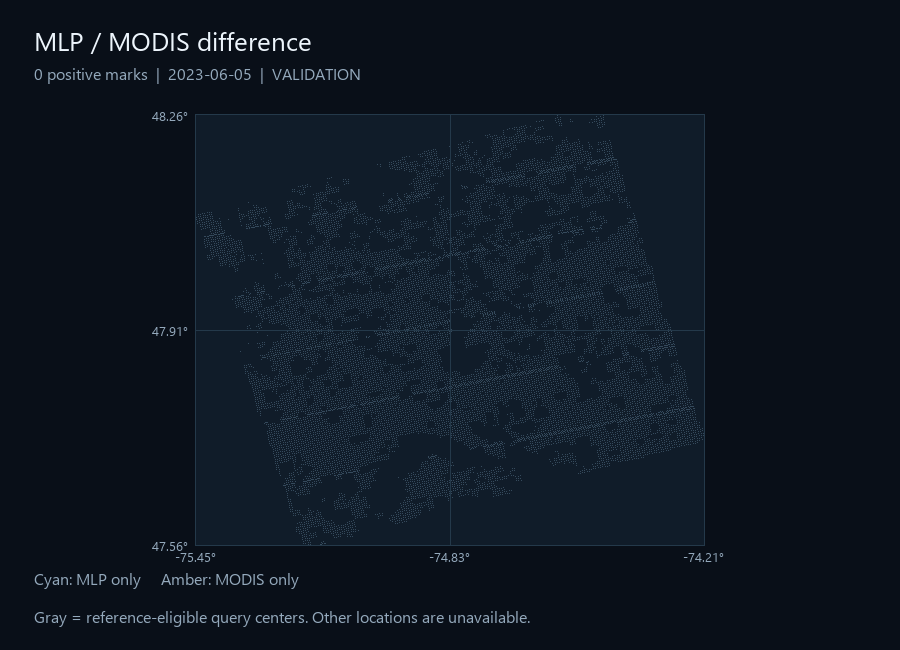 MLP / MODIS difference
0 positive marks | 2023-06-05 | VALIDATION
48.26°
47.91°
47.56°
-75.45° -74.83° -74.21°
Cyan: MLP only Amber: MODIS only
Gray = reference-eligible query centers. Other locations are unavailable.